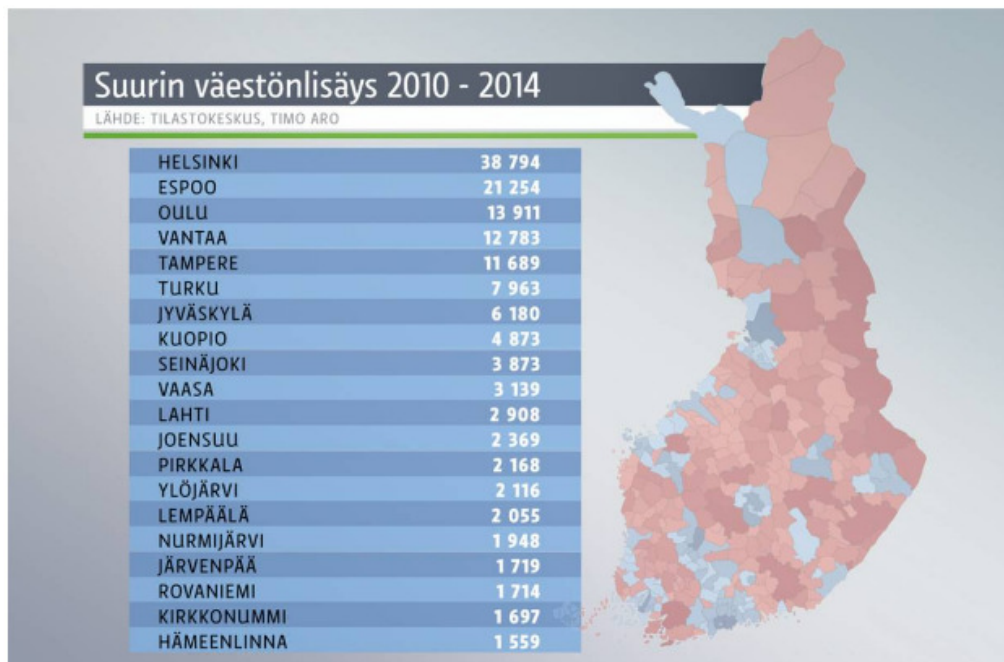 Suurin väestönlisäys 2010 - 2014
LÄHDE: TILASTOKESKUS, TIMO ARO
HELSINKI 38 794
ESPOO 21 254
OULU 13 911
VANTAA 12 783
TAMPERE 11 689
TURKU 7 963
JYVÄSKYLÄ 6 180
KUOPIO 4 873
SEINÄJOKI 3 873
VAASA 3 139
LAHTI 2 908
JOENSUU 2 369
PIRKKALA 2 168
YLÖJÄRVI 2 116
LEMPÄÄLÄ 2 055
NURMIJÄRVI 1 948
JÄRVENPÄÄ 1 719
ROVANIEMI 1 714
KIRKKONUMMI 1 697
HÄMEENLINNA 1 559